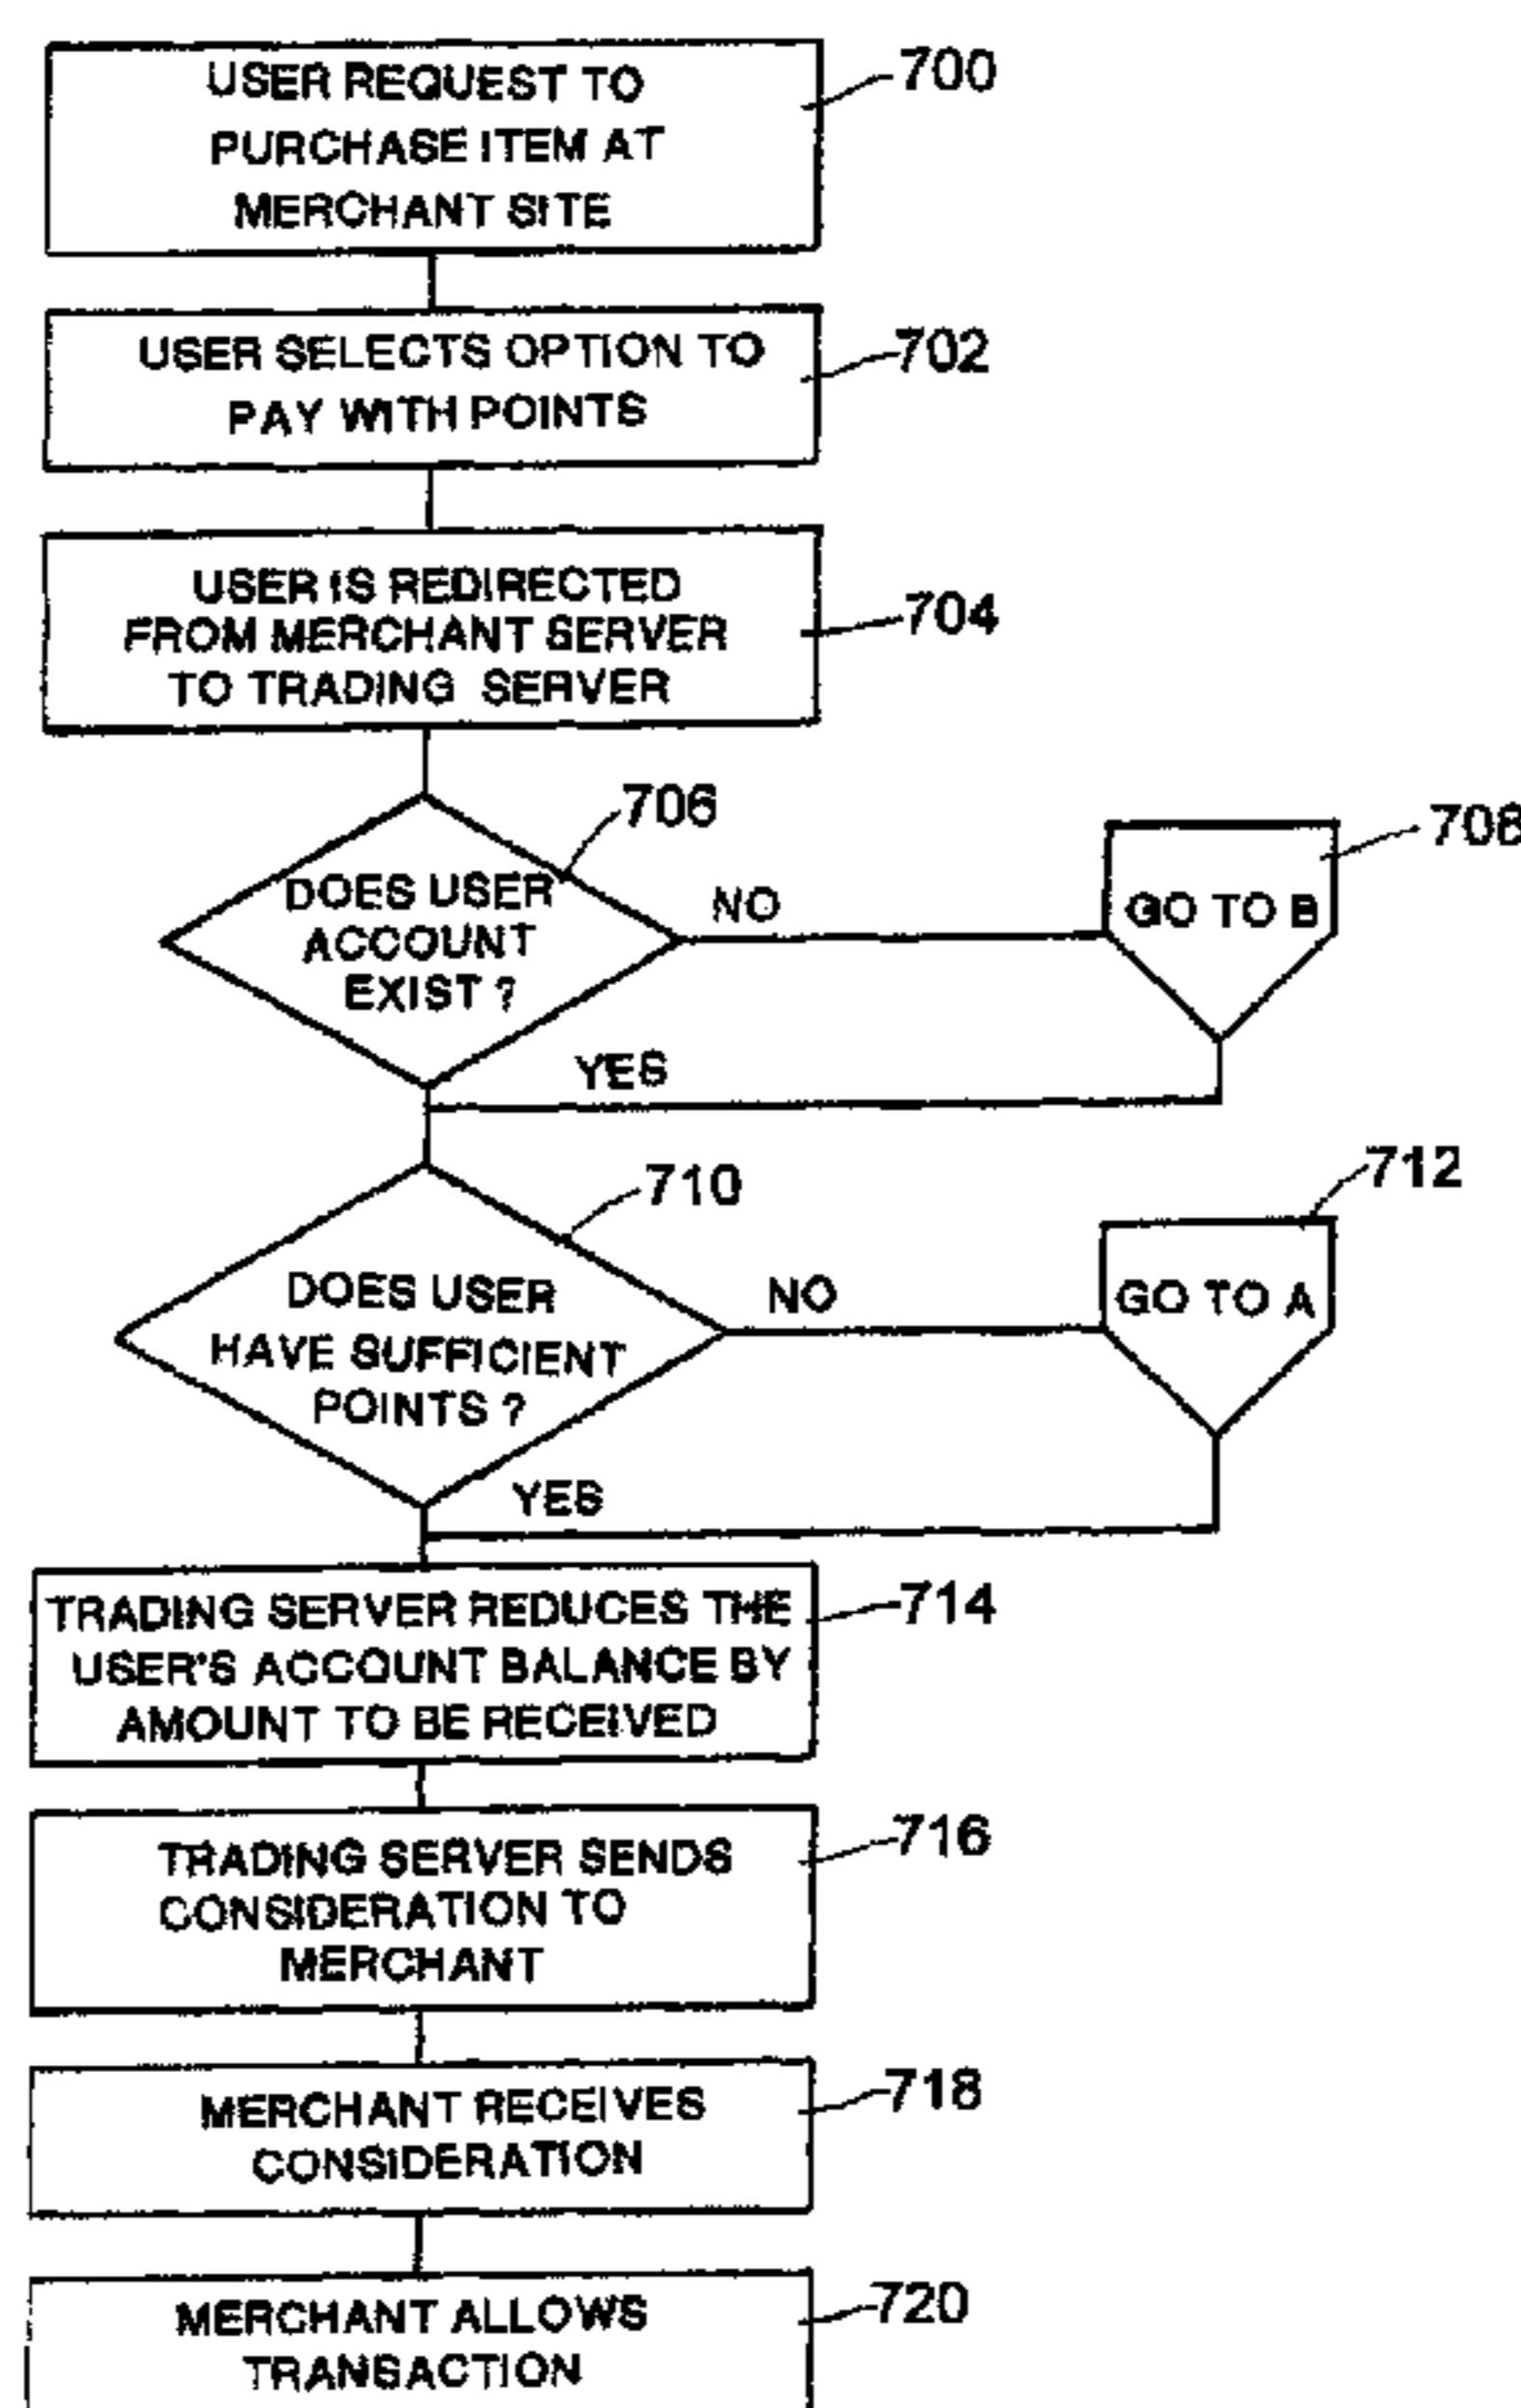 USER REQUEST TO
PURCHASE ITEM AT
MERCHANT SITE
700
USER SELECTS OPTION TO
PAY WITH POINTS
702
USER IS REDIRECTED
FROM MERCHANT SERVER
TO TRADING SERVER
704
706
DOES USER
ACCOUNT
EXIST ?
NO
708
GO TO B
YES
710
DOES USER
HAVE SUFFICIENT
POINTS ?
NO
712
GO TO A
YES
TRADING SERVER REDUCES THE
USER'S ACCOUNT BALANCE BY
AMOUNT TO BE RECEIVED
714
TRADING SERVER SENDS
CONSIDERATION TO
MERCHANT
716
MERCHANT RECEIVES
CONSIDERATION
718
MERCHANT ALLOWS
TRANSACTION
720